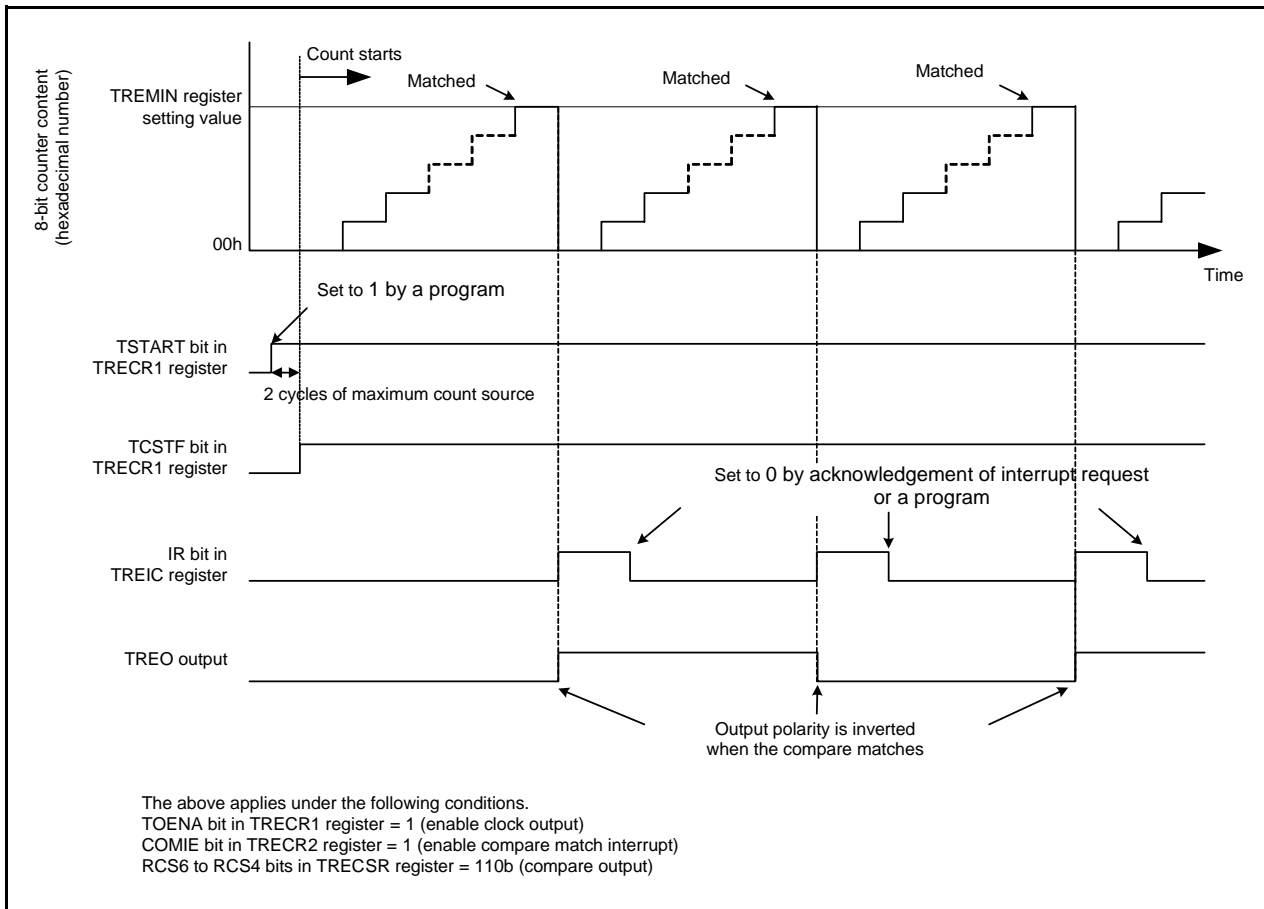 Count starts
Matched
Matched
Matched
TREMIN register
setting value
8-bit counter content
(hexadecimal number)
00h
Time
Set to 1 by a program
TSTART bit in
TRECR1 register
2 cycles of maximum count source
TCSTF bit in
TRECR1 register
Set to 0 by acknowledgement of interrupt request
or a program
IR bit in
TREIC register
TREO output
Output polarity is inverted
when the compare matches
The above applies under the following conditions.
TOENA bit in TRECR1 register = 1 (enable clock output)
COMIE bit in TRECR2 register = 1 (enable compare match interrupt)
RCS6 to RCS4 bits in TRECSR register = 110b (compare output)